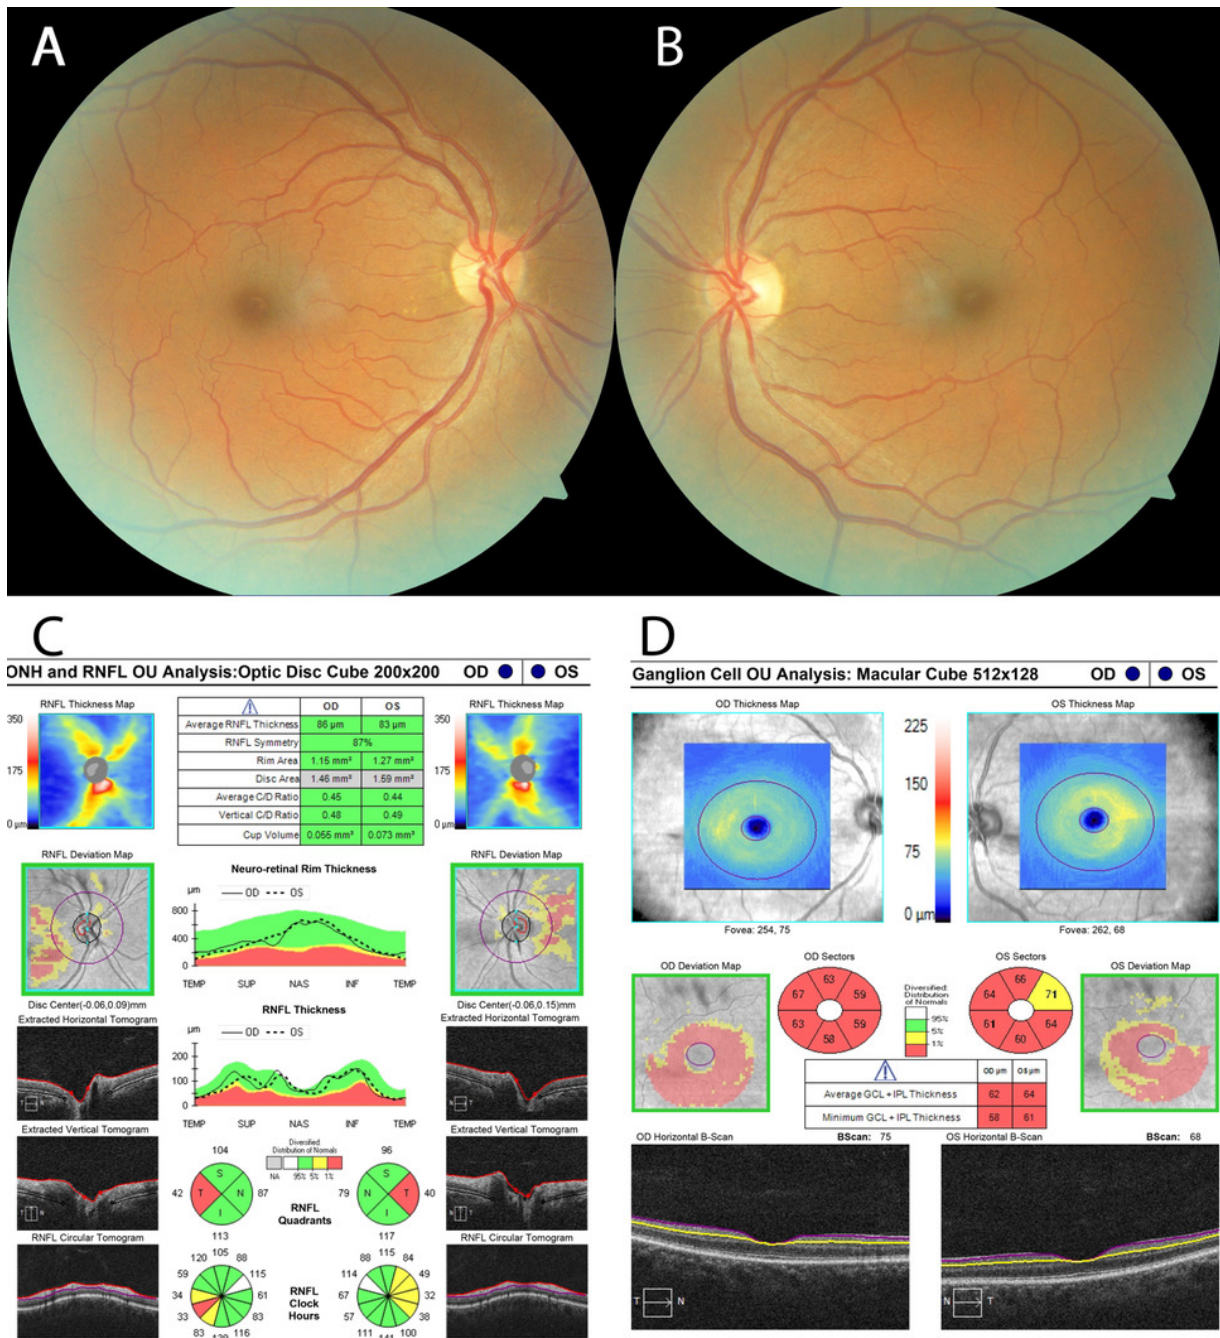 A
B
C
ONH and RNFL OU Analysis:Optic Disc Cube 200x200 OD OS
RNFL Thickness Map
350
175
0 µm
OD OS
Average RNFL Thickness 86 µm 83 µm
RNFL Symmetry 87%
Rim Area 1.15 mm² 1.27 mm²
Disc Area 1.46 mm² 1.59 mm²
Average C/D Ratio 0.45 0.44
Vertical C/D Ratio 0.48 0.49
Cup Volume 0.055 mm³ 0.073 mm³
RNFL Thickness Map
350
175
0 µm
RNFL Deviation Map
Disc Center(-0.06,0.09)mm
Neuro-retinal Rim Thickness
µm OD OS
800
400
0
TEMP SUP NAS INF TEMP
RNFL Deviation Map
Disc Center(-0.06,0.15)mm
Extracted Horizontal Tomogram
T N
RNFL Thickness
µm OD OS
200
100
0
TEMP SUP NAS INF TEMP
Extracted Horizontal Tomogram
N T
Extracted Vertical Tomogram
T N
Diversified
Distribution of Normals
NA 95% 5% 1%
104
S
42 T N 87
I
113
RNFL
Quadrants
96
S
79 N T 40
I
117
Extracted Vertical Tomogram
N T
RNFL Circular Tomogram
105
120 88
59 115
34 61
33 83
83 116
RNFL
Clock
Hours
115
88 84
114 49
67 32
57 38
111 100
RNFL Circular Tomogram
D
Ganglion Cell OU Analysis: Macular Cube 512x128 OD OS
OD Thickness Map
Fovea: 254, 75
225
150
75
0 µm
OS Thickness Map
Fovea: 262, 68
OD Deviation Map
OD Sectors
63
67 59
63 59
58
Diversified:
Distribution
of Normals
95%
5%
1%
OS Sectors
66
64 71
61 64
60
OS Deviation Map
OD µm OS µm
Average GCL + IPL Thickness 62 64
Minimum GCL + IPL Thickness 58 61
OD Horizontal B-Scan BScan: 75
T N
OS Horizontal B-Scan BScan: 68
N T